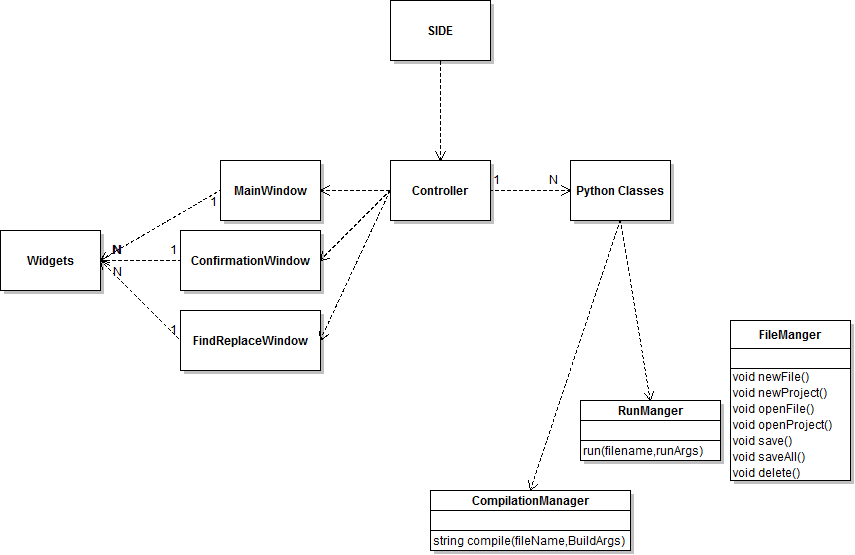 SIDE
MainWindow
Controller
1
N
Python Classes
1
Widgets
N
N
1
ConfirmationWindow
N
1
FindReplaceWindow
FileManger
void newFile()
void newProject()
void openFile()
void openProject()
void save()
void saveAll()
void delete()
RunManger
run(filename,runArgs)
CompilationManager
string compile(fileName,BuildArgs)